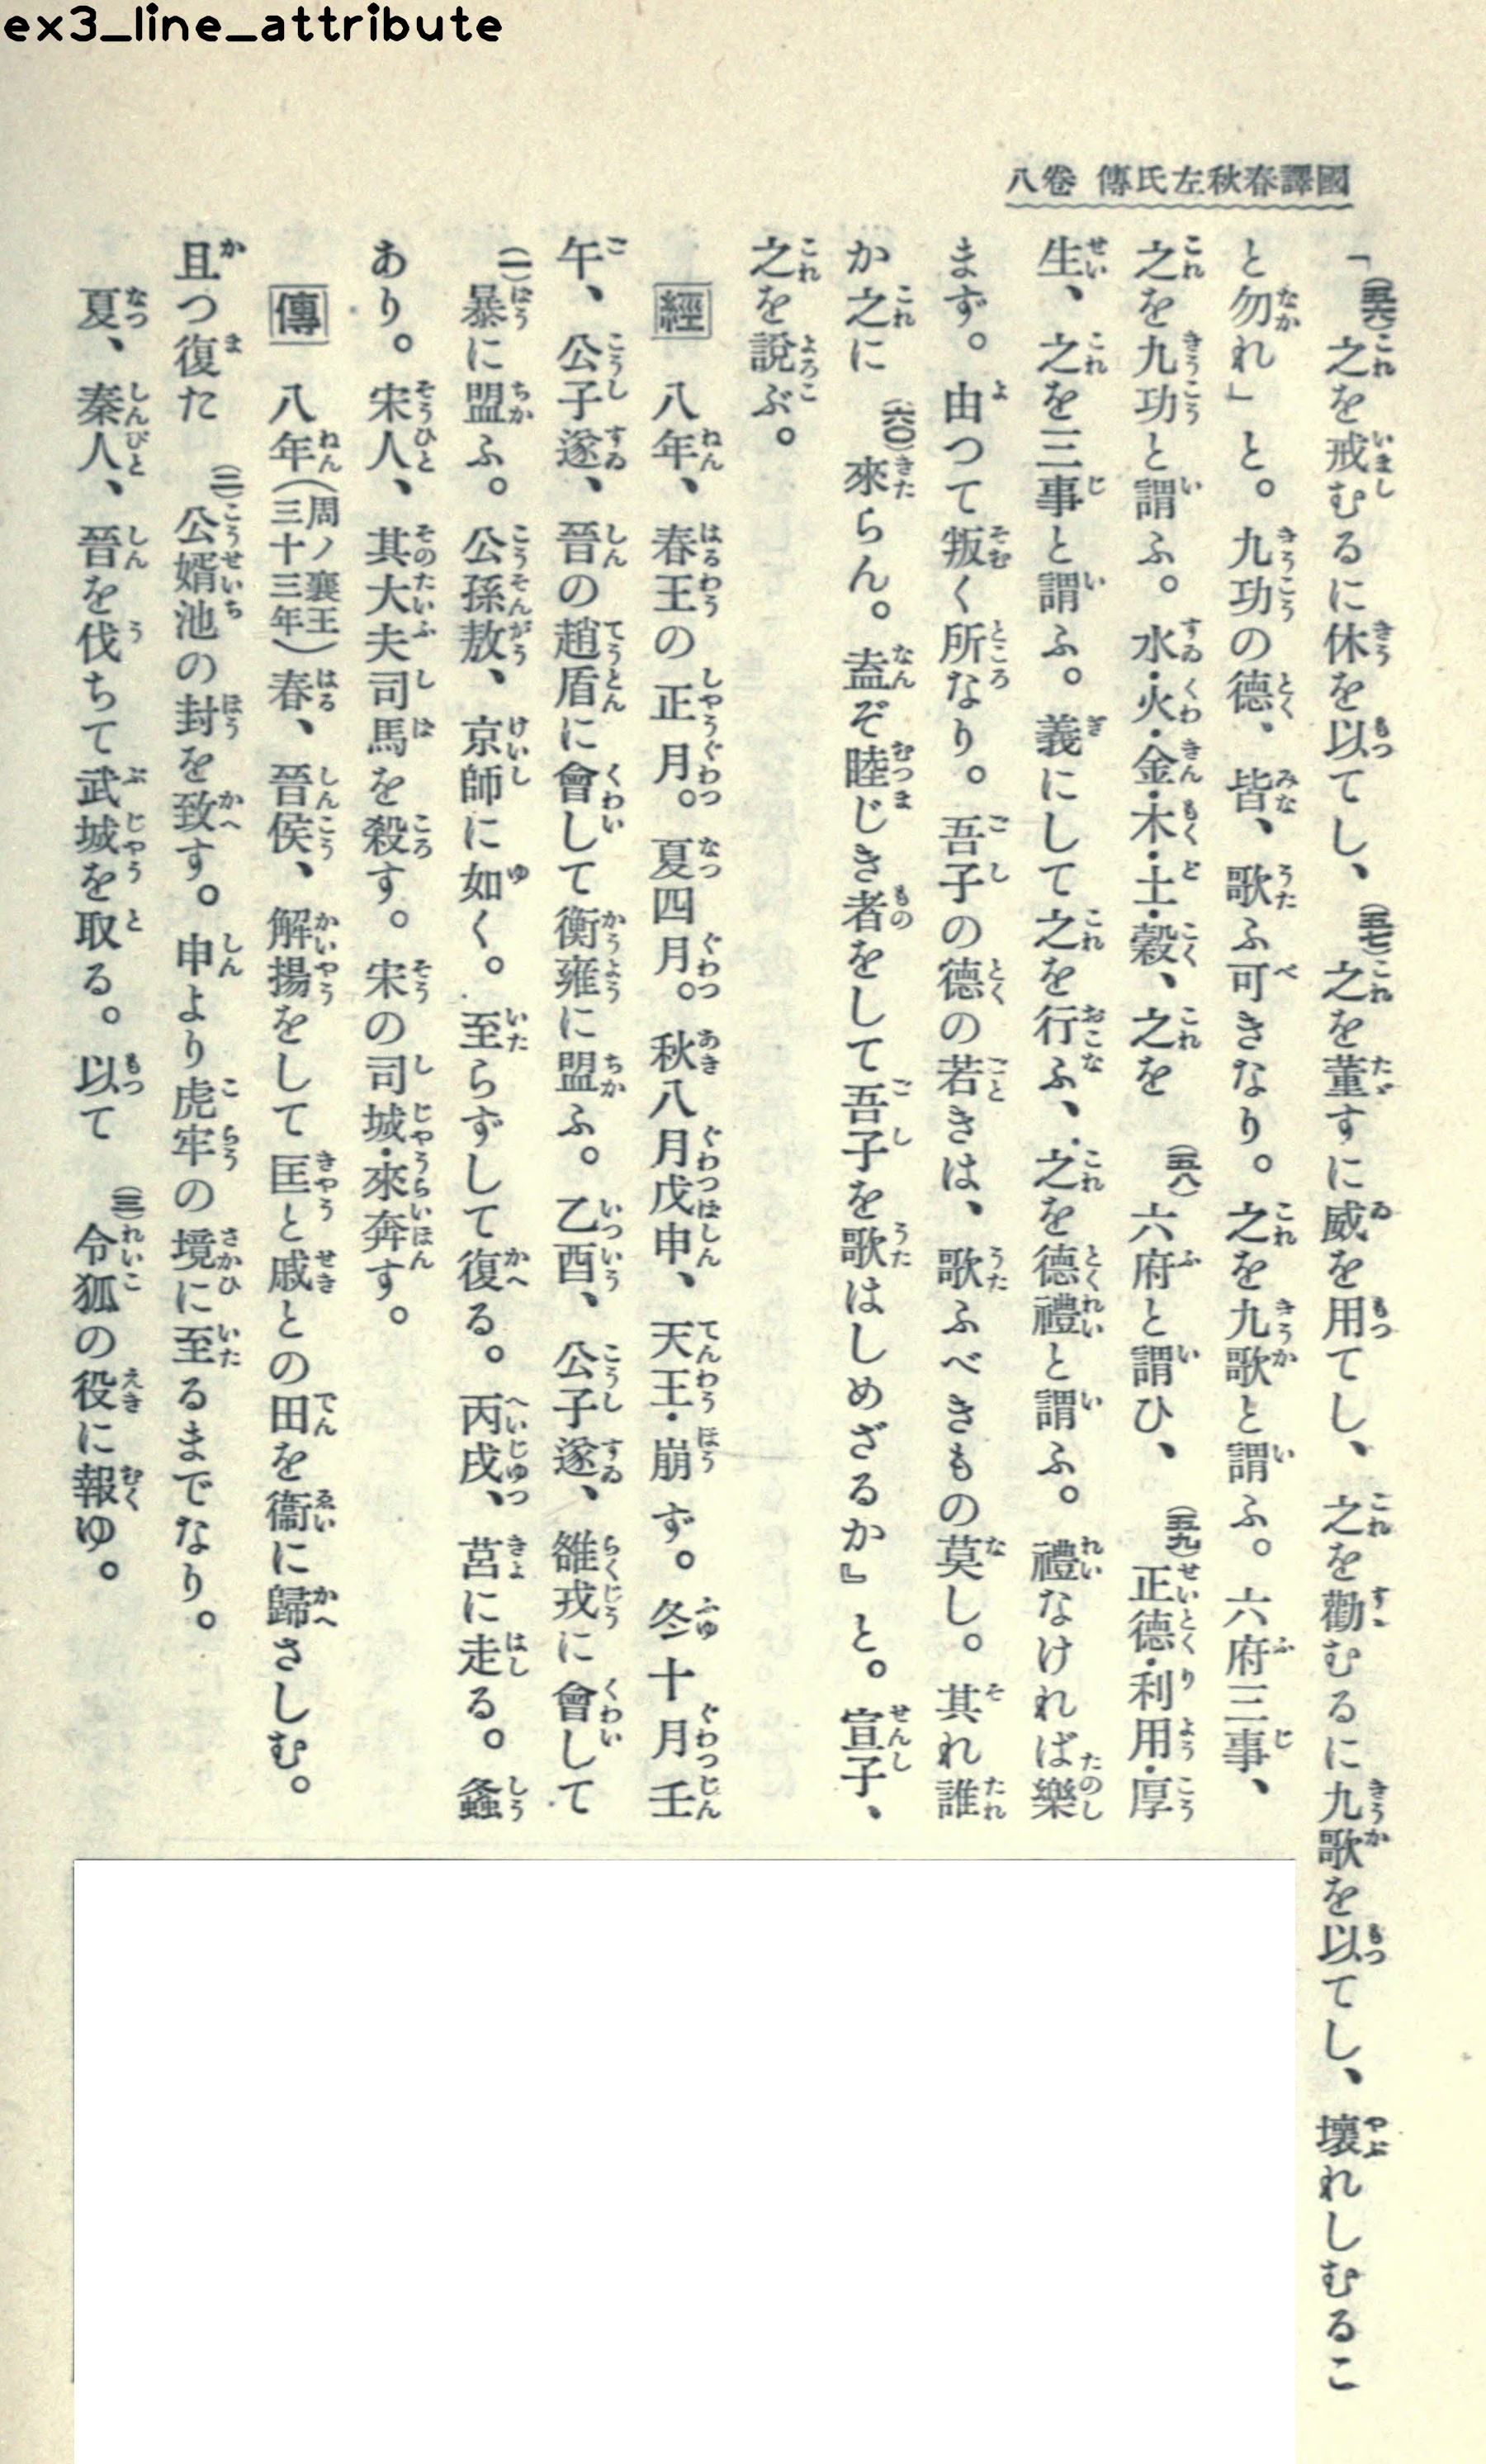 ex3_line_attribute
國譯春秋左氏傳 卷八
「(五六)之を戒むるに休を以てし、(五七)之を董すに威を用てし、之を勸むるに九歌を以てし、壞れしむるこ
と勿れ」と。九功の德、皆、歌ふ可きなり。之を九歌と謂ふ。六府三事、
之を九功と謂ふ。水・火・金・木・土・穀、之を(五八)六府と謂ひ、(五九)正德・利用・厚
生、之を三事と謂ふ。義にして之を行ふ、之を德禮と謂ふ。禮なければ樂
まず。由つて叛く所なり。吾子の德の若きは、歌ふべきもの莫し。其れ誰
か之に(六〇)來らん。盍ぞ睦じき者をして吾子を歌はしめざるか』と。宣子、
之を說ぶ。
經 八年、春王の正月。夏四月。秋八月戊申、天王・崩ず。冬十月壬
午、公子遂、晉の趙盾に會して衡雍に盟ふ。乙酉、公子遂、雒戎に會して
(一)暴に盟ふ。公孫敖、京師に如く。至らずして復る。丙戌、莒に走る。螽
あり。宋人、其大夫司馬を殺す。宋の司城・來奔す。
傳 八年(周ノ襄王三十三年)春、晉侯、解揚をして匡と戚との田を衞に歸さしむ。
且つ復た(二)公婿池の封を致す。申より虎牢の境に至るまでなり。
夏、秦人、晉を伐ちて武城を取る。以て(三)令狐の役に報ゆ。